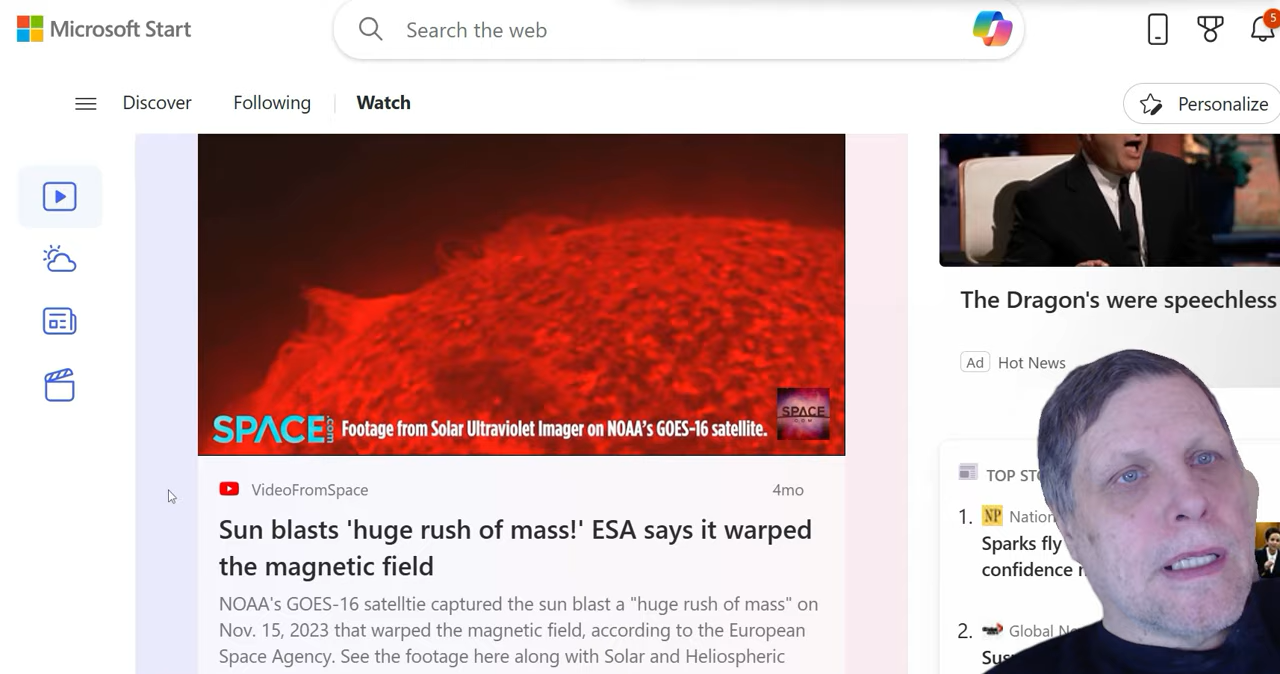 Microsoft Start
Search the web
5
Discover
Following
Watch
Personalize
SPACE.com
Footage from Solar Ultraviolet Imager on NOAA's GOES-16 satellite.
SPACE
.COM
VideoFromSpace
4mo
Sun blasts 'huge rush of mass!' ESA says it warped
the magnetic field
NOAA's GOES-16 satelltie captured the sun blast a "huge rush of mass" on
Nov. 15, 2023 that warped the magnetic field, according to the European
Space Agency. See the footage here along with Solar and Heliospheric
The Dragon's were speechless
Ad Hot News
TOP
1. NP
Sparks fly
confidence
2. Global